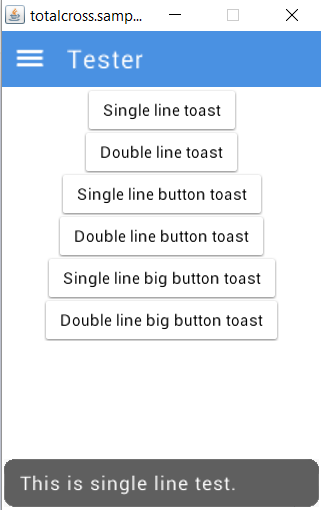 totalcross.samp...
Tester
Single line toast
Double line toast
Single line button toast
Double line button toast
Single line big button toast
Double line big button toast
This is single line test.